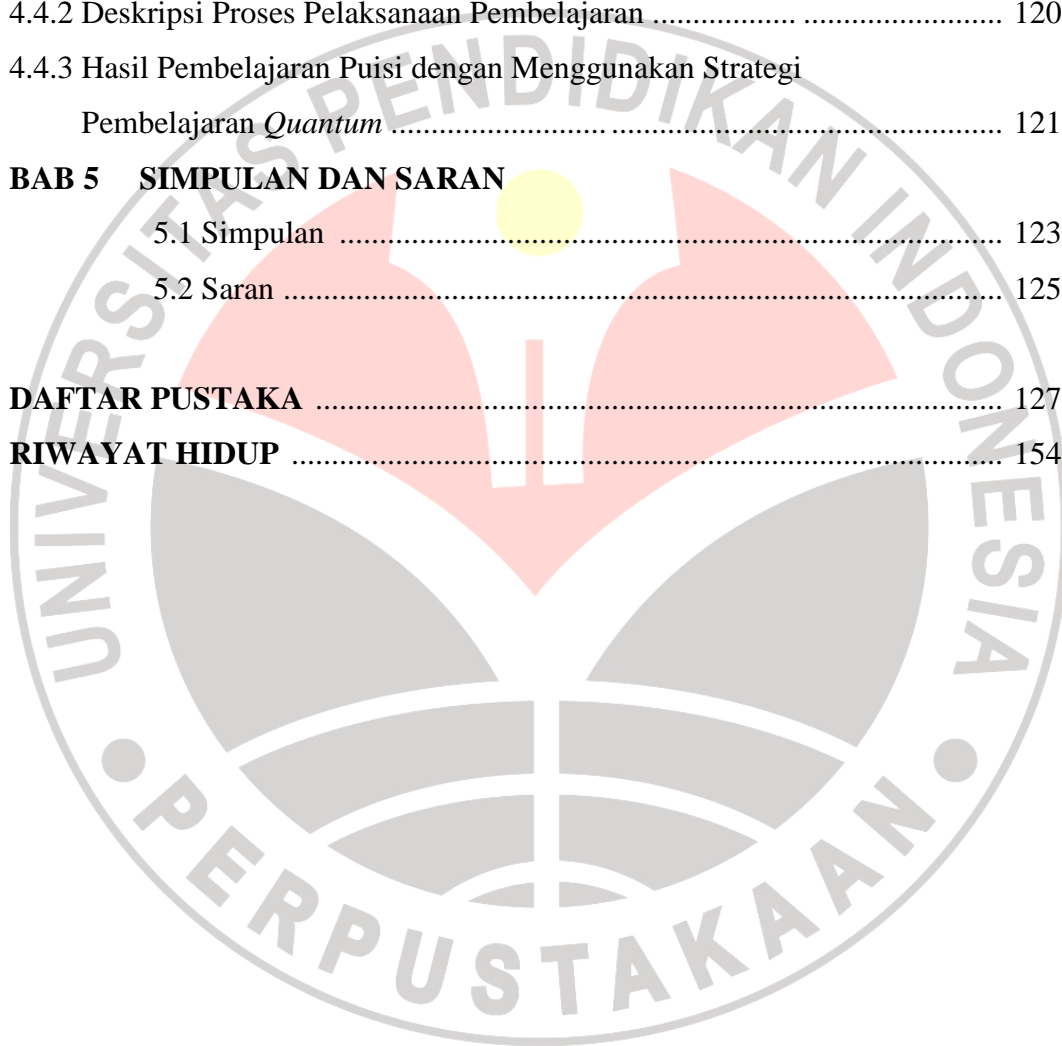 4.4.2 Deskripsi Proses Pelaksanaan Pembelajaran .................. ......................... 120
4.4.3 Hasil Pembelajaran Puisi dengan Menggunakan Strategi
Pembelajaran Quantum ........................... ................................................. 121
BAB 5 SIMPULAN DAN SARAN
5.1 Simpulan ................................................................................... 123
5.2 Saran .......................................................................................... 125
DAFTAR PUSTAKA ...................................................................................... 127
RIWAYAT HIDUP ......................................................................................... 154
UNIVERSITAS PENDIDIKAN INDONESIA
PERPUSTAKAAN